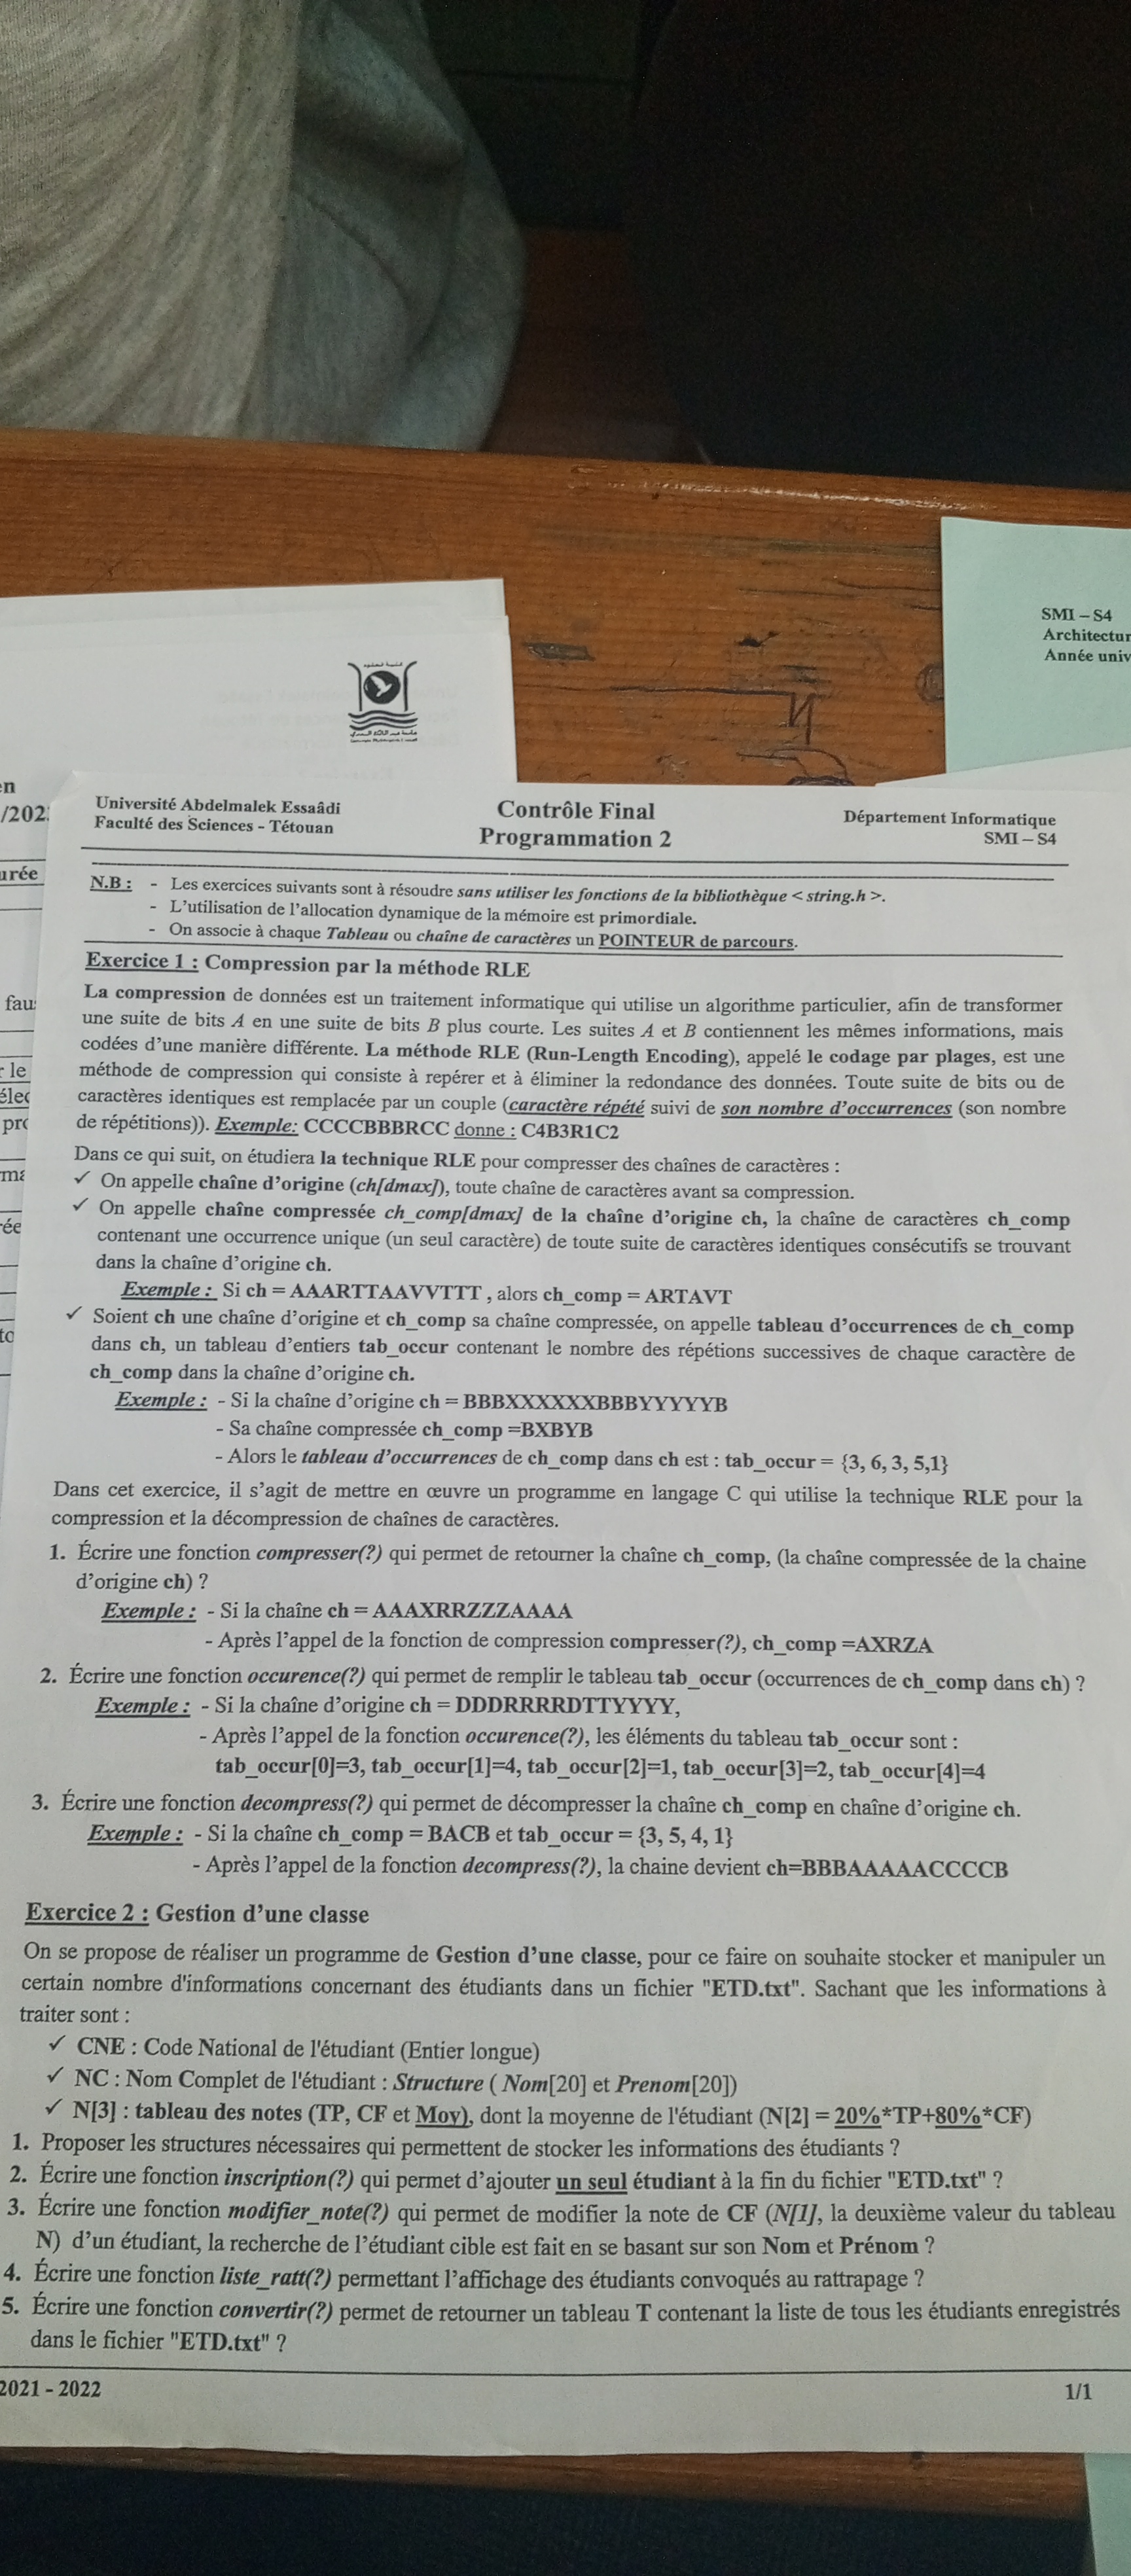 SMI – S4
Architectur
Année univ
en
/202
urée
fau
r le
élec
pro
ma
rée
to
Université Abdelmalek Essaâdi
Faculté des Sciences - Tétouan
Contrôle Final
Programmation 2
Département Informatique
SMI – S4
N.B : - Les exercices suivants sont à résoudre sans utiliser les fonctions de la bibliothèque < string.h >.
- L'utilisation de l'allocation dynamique de la mémoire est primordiale.
- On associe à chaque Tableau ou chaîne de caractères un POINTEUR de parcours.
Exercice 1 : Compression par la méthode RLE
La compression de données est un traitement informatique qui utilise un algorithme particulier, afin de transformer
une suite de bits A en une suite de bits B plus courte. Les suites A et B contiennent les mêmes informations, mais
codées d'une manière différente. La méthode RLE (Run-Length Encoding), appelé le codage par plages, est une
méthode de compression qui consiste à repérer et à éliminer la redondance des données. Toute suite de bits ou de
caractères identiques est remplacée par un couple (caractère répété suivi de son nombre d'occurrences (son nombre
de répétitions)). Exemple: CCCCBBBRCC donne : C4B3R1C2
Dans ce qui suit, on étudiera la technique RLE pour compresser des chaînes de caractères :
✓ On appelle chaîne d'origine (ch[dmax]), toute chaîne de caractères avant sa compression.
✓ On appelle chaîne compressée ch_comp[dmax] de la chaîne d'origine ch, la chaîne de caractères ch_comp
contenant une occurrence unique (un seul caractère) de toute suite de caractères identiques consécutifs se trouvant
dans la chaîne d'origine ch.
Exemple : Si ch = AAARTTAAVVTTT , alors ch_comp = ARTAVT
✓ Soient ch une chaîne d'origine et ch_comp sa chaîne compressée, on appelle tableau d'occurrences de ch_comp
dans ch, un tableau d'entiers tab_occur contenant le nombre des répétions successives de chaque caractère de
ch_comp dans la chaîne d'origine ch.
Exemple : - Si la chaîne d'origine ch = BBBXXXXXXBBBYYYYYB
- Sa chaîne compressée ch_comp =BXBYB
- Alors le tableau d'occurrences de ch_comp dans ch est : tab_occur = {3, 6, 3, 5,1}
Dans cet exercice, il s'agit de mettre en œuvre un programme en langage C qui utilise la technique RLE pour la
compression et la décompression de chaînes de caractères.
1. Écrire une fonction compresser(?) qui permet de retourner la chaîne ch_comp, (la chaîne compressée de la chaine
d'origine ch) ?
Exemple : - Si la chaîne ch = AAAXRRZZZAAAA
- Après l'appel de la fonction de compression compresser(?), ch_comp =AXRZA
2. Écrire une fonction occurence(?) qui permet de remplir le tableau tab_occur (occurrences de ch_comp dans ch) ?
Exemple : - Si la chaîne d'origine ch = DDDRRRRDTTYYYY,
- Après l'appel de la fonction occurence(?), les éléments du tableau tab_occur sont :
tab_occur[0]=3, tab_occur[1]=4, tab_occur[2]=1, tab_occur[3]=2, tab_occur[4]=4
3. Écrire une fonction decompress(?) qui permet de décompresser la chaîne ch_comp en chaîne d'origine ch.
Exemple : - Si la chaîne ch_comp = BACB et tab_occur = {3, 5, 4, 1}
- Après l'appel de la fonction decompress(?), la chaine devient ch=BBBAAAAACCCCB
Exercice 2 : Gestion d'une classe
On se propose de réaliser un programme de Gestion d'une classe, pour ce faire on souhaite stocker et manipuler un
certain nombre d'informations concernant des étudiants dans un fichier "ETD.txt". Sachant que les informations à
traiter sont :
✓ CNE : Code National de l'étudiant (Entier longue)
✓ NC : Nom Complet de l'étudiant : Structure ( Nom[20] et Prenom[20])
✓ N[3] : tableau des notes (TP, CF et Moy), dont la moyenne de l'étudiant (N[2] = 20%*TP+80%*CF)
1. Proposer les structures nécessaires qui permettent de stocker les informations des étudiants ?
2. Écrire une fonction inscription(?) qui permet d'ajouter un seul étudiant à la fin du fichier "ETD.txt" ?
3. Écrire une fonction modifier_note(?) qui permet de modifier la note de CF (N[1], la deuxième valeur du tableau
N) d'un étudiant, la recherche de l'étudiant cible est fait en se basant sur son Nom et Prénom ?
4. Écrire une fonction liste_ratt(?) permettant l'affichage des étudiants convoqués au rattrapage ?
5. Écrire une fonction convertir(?) permet de retourner un tableau T contenant la liste de tous les étudiants enregistrés
dans le fichier "ETD.txt" ?
2021 - 2022
1/1